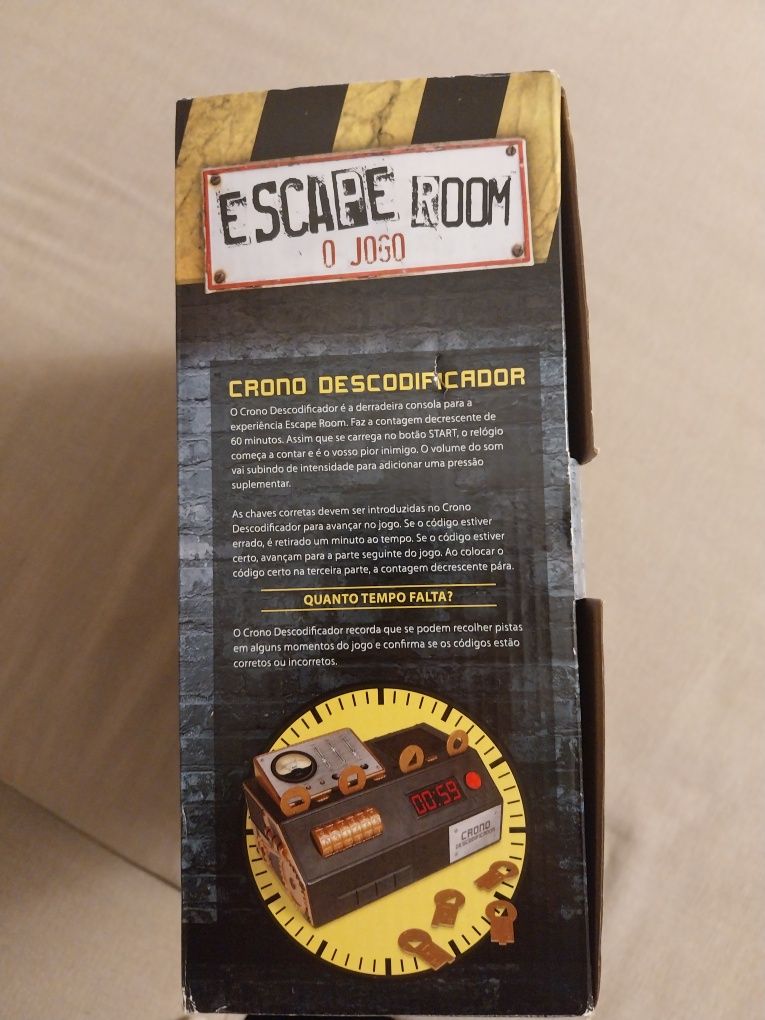 ESCAPE ROOM
O JOGO
CRONO DESCODIFICADOR
O Crono Descodificador é a derradeira consola para a
experiência Escape Room. Faz a contagem decrescente de
60 minutos. Assim que se carrega no botão START, o relógio
começa a contar e é o vosso pior inimigo. O volume do som
vai subindo de intensidade para adicionar uma pressão
suplementar.
As chaves corretas devem ser introduzidas no Crono
Descodificador para avançar no jogo. Se o código estiver
errado, é retirado um minuto ao tempo. Se o código estiver
certo, avançam para a parte seguinte do jogo. Ao colocar o
código certo na terceira parte, a contagem decrescente pára.
QUANTO TEMPO FALTA?
O Crono Descodificador recorda que se podem recolher pistas
em alguns momentos do jogo e confirma se os códigos estão
corretos ou incorretos.
00:59
CRONO
DESCODIFICADOR